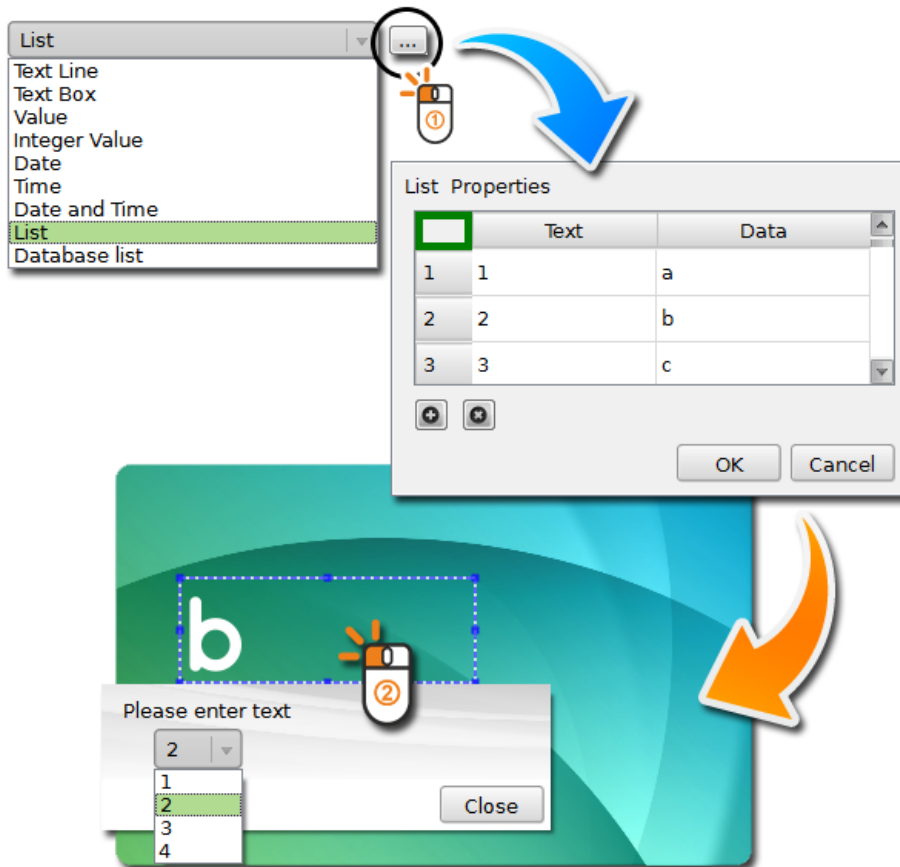 List
...
Text Line
Text Box
Value
Integer Value
Date
Time
Date and Time
List
Database list
1
List Properties
Text Data
1 1 a
2 2 b
3 3 c
OK Cancel
b
2
Please enter text
2
1
2
3
4
Close